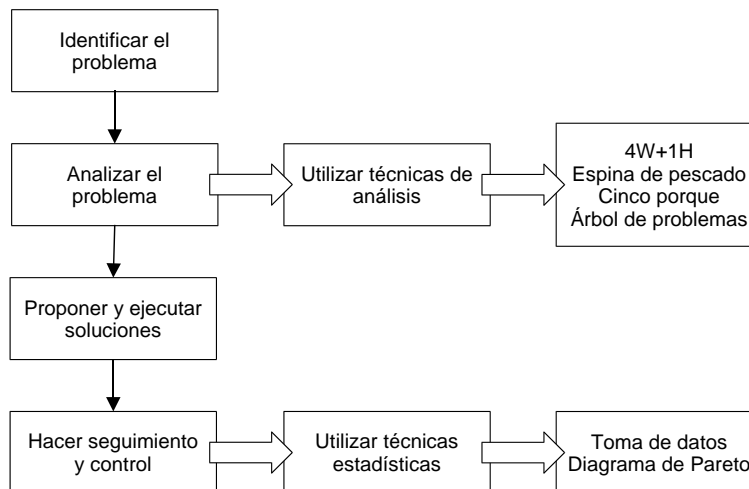 Identificar el
problema
Analizar el
problema
Utilizar técnicas de
análisis
4W+1H
Espina de pescado
Cinco porque
Árbol de problemas
Proponer y ejecutar
soluciones
Hacer seguimiento
y control
Utilizar técnicas
estadísticas
Toma de datos
Diagrama de Pareto